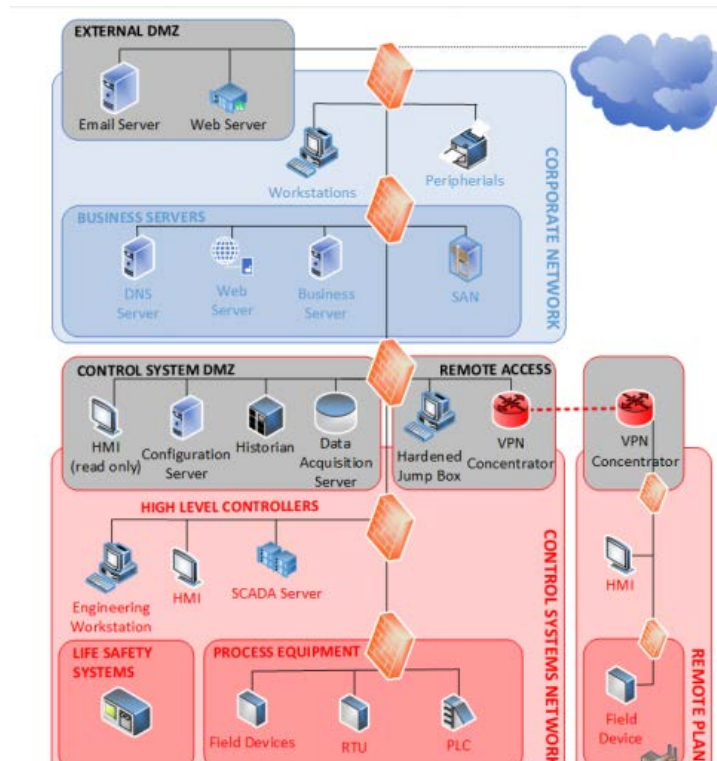 EXTERNAL DMZ
Email Server
Web Server
Workstations
Peripherials
CORPORATE NETWORK
BUSINESS SERVERS
DNS
Server
Web
Server
Business
Server
SAN
CONTROL SYSTEM DMZ
HMI
(read only)
Configuration
Server
Historian
Data
Acquisition
Server
REMOTE ACCESS
Hardened
Jump Box
VPN
Concentrator
VPN
Concentrator
HIGH LEVEL CONTROLLERS
Engineering
Workstation
HMI
SCADA Server
CONTROL SYSTEMS NETWORK
HMI
LIFE SAFETY
SYSTEMS
PROCESS EQUIPMENT
Field Devices
RTU
PLC
Field
Device
REMOTE PLAN